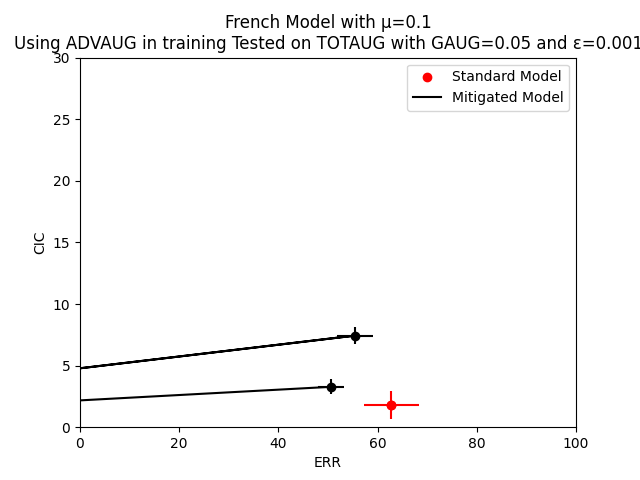 French Model with μ=0.1
Using ADVAUG in training Tested on TOTAUG with GAUG=0.05 and ε=0.001
Standard Model
Mitigated Model
30
25
20
15
10
5
0
CIC
0 20 40 60 80 100
ERR